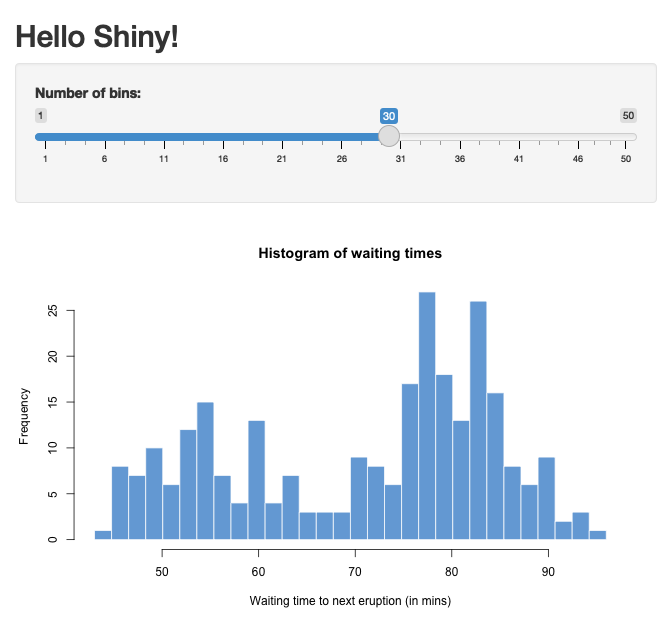 Hello Shiny!
Number of bins:
1 30 50
1 6 11 16 21 26 31 36 41 46 50
Histogram of waiting times
Frequency
25
20
15
10
5
0
50 60 70 80 90
Waiting time to next eruption (in mins)